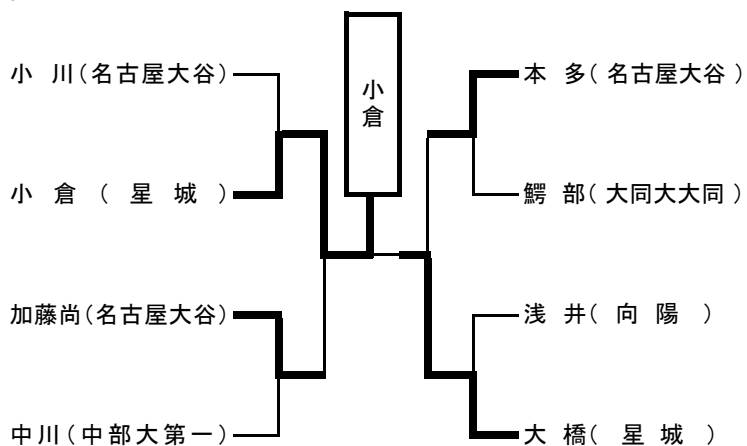 小川(名古屋大谷)
小倉(星城)
加藤尚(名古屋大谷)
中川(中部大第一)
小倉
本多(名古屋大谷)
鰐部(大同大大同)
浅井(向陽)
大橋(星城)